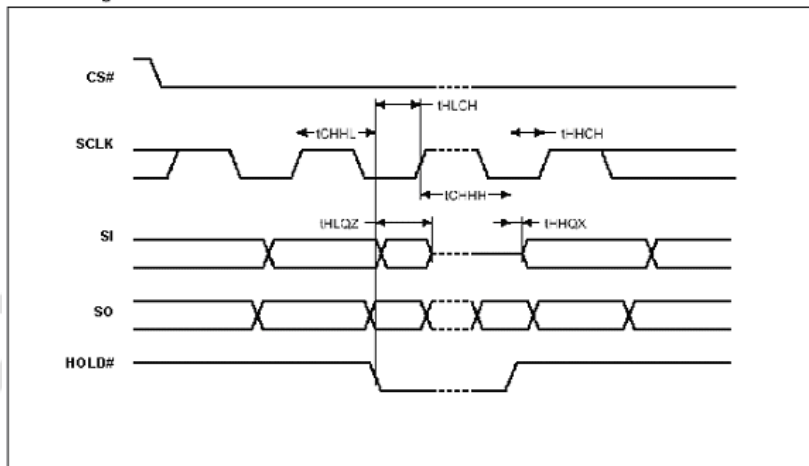 CS#
tHLCH
tCHHL
tHHCH
SCLK
tCHHH
tHLQZ
tHHQX
SI
SO
HOLD#